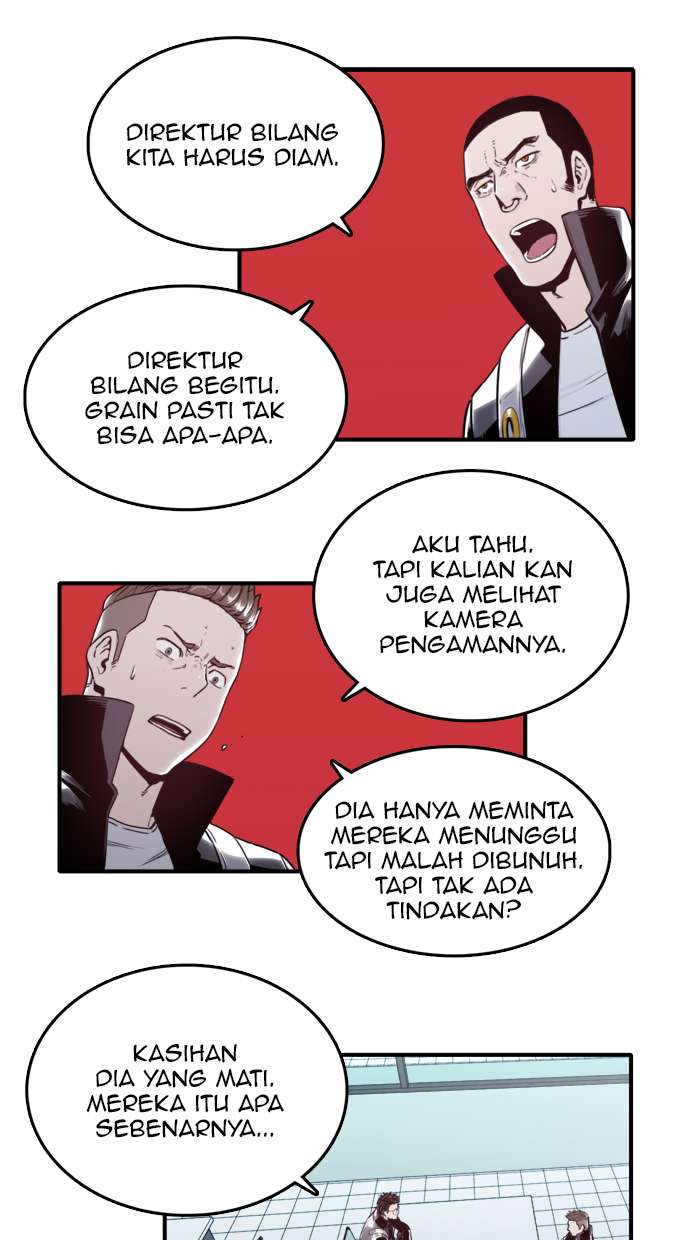 DIREKTUR BILANG
KITA HARUS DIAM.
DIREKTUR
BILANG BEGITU.
GRAIN PASTI TAK
BISA APA-APA.
AKU TAHU.
TAPI KALIAN KAN
JUGA MELIHAT
KAMERA
PENGAMANNYA.
DIA HANYA MEMINTA
MEREKA MENUNGGU
TAPI MALAH DIBUNUH.
TAPI TAK ADA
TINDAKAN?
KASIHAN
DIA YANG MATI.
MEREKA ITU APA
SEBENARNYA...